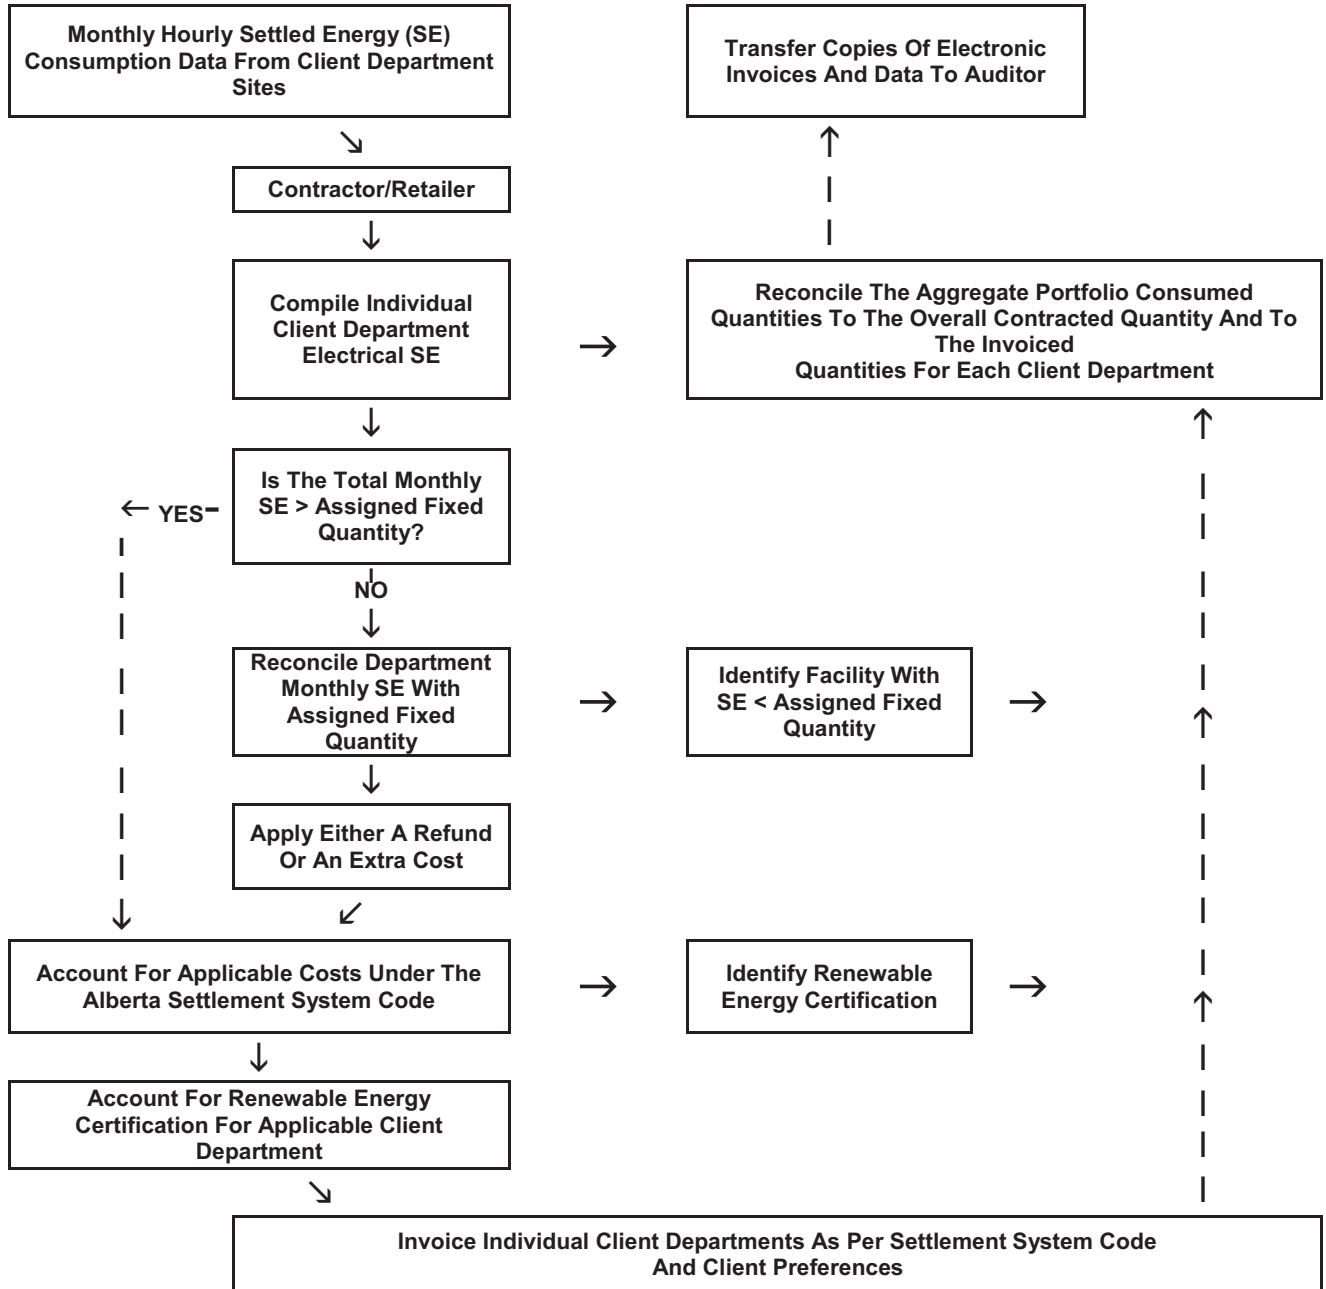 Monthly Hourly Settled Energy (SE)
Consumption Data From Client Department
Sites
Transfer Copies Of Electronic
Invoices And Data To Auditor
Contractor/Retailer
Compile Individual
Client Department
Electrical SE
Reconcile The Aggregate Portfolio Consumed
Quantities To The Overall Contracted Quantity And To
The Invoiced
Quantities For Each Client Department
Is The Total Monthly
SE > Assigned Fixed
Quantity?
YES
NO
Reconcile Department
Monthly SE With
Assigned Fixed
Quantity
Identify Facility With
SE < Assigned Fixed
Quantity
Apply Either A Refund
Or An Extra Cost
Account For Applicable Costs Under The
Alberta Settlement System Code
Identify Renewable
Energy Certification
Account For Renewable Energy
Certification For Applicable Client
Department
Invoice Individual Client Departments As Per Settlement System Code
And Client Preferences